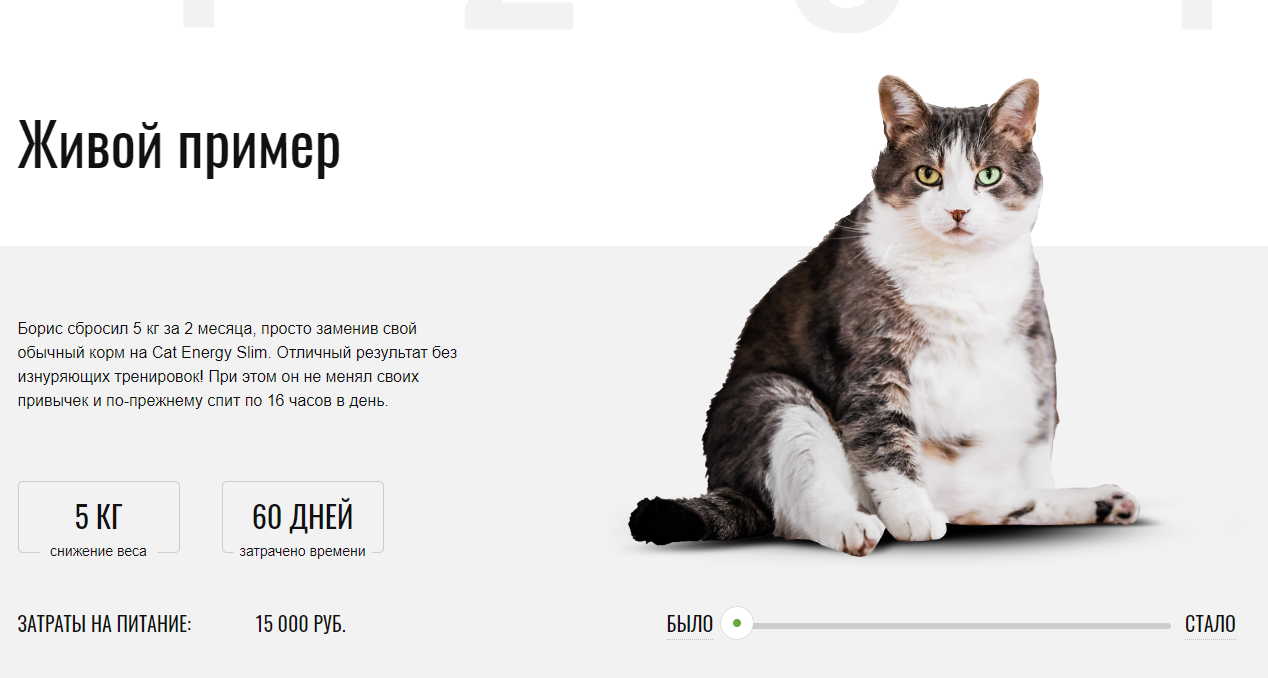 Живой пример
Борис сбросил 5 кг за 2 месяца, просто заменив свой
обычный корм на Cat Energy Slim. Отличный результат без
изнуряющих тренировок! При этом он не менял своих
привычек и по-прежнему спит по 16 часов в день.
5 КГ
снижение веса
60 ДНЕЙ
затрачено времени
ЗАТРАТЫ НА ПИТАНИЕ:
15 000 РУБ.
БЫЛО
СТАЛО